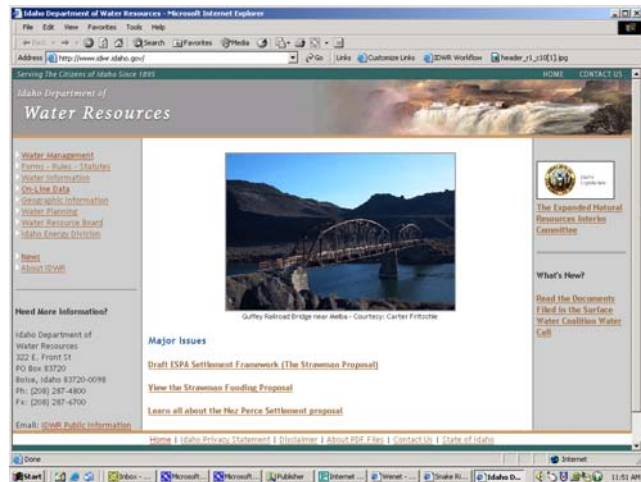 Idaho Department of Water Resources - Microsoft Internet Explorer
File Edit View Favorites Tools Help
Back Search Favorites Media
Address http://www.idwr.idaho.gov/ Go Links Customize Links IDWR Workflow header_r1_c10[1].jpg
Serving The Citizens of Idaho Since 1895 HOME CONTACT US
Idaho Department of
Water Resources
Water Management
Forms - Rules - Statutes
Water Information
On-Line Data
Geographic Information
Water Planning
Water Resource Board
Idaho Energy Division
News
About IDWR
Need More Information?
Idaho Department of
Water Resources
322 E. Front St
PO Box 83720
Boise, Idaho 83720-0098
Ph: (208) 287-4800
Fx: (208) 287-6700
Email: IDWR Public Information
Guffey Railroad Bridge near Melba - Courtesy: Carter Fritschle
Major Issues
Draft ESPA Settlement Framework (The Strawman Proposal)
View the Strawman Funding Proposal
Learn all about the Nez Perce Settlement proposal
Idaho
Legislature
The Expanded Natural
Resources Interim
Committee
What's New?
Read the Documents
Filed in the Surface
Water Coalition Water
Call
Home | Idaho Privacy Statement | Disclaimer | About PDF Files | Contact Us | State of Idaho
Done Internet
Start Inbox - ... Microsoft... Microsoft... Publisher Internet ... Wenet - ... Snake Ri... Idaho D... 11:51 AM